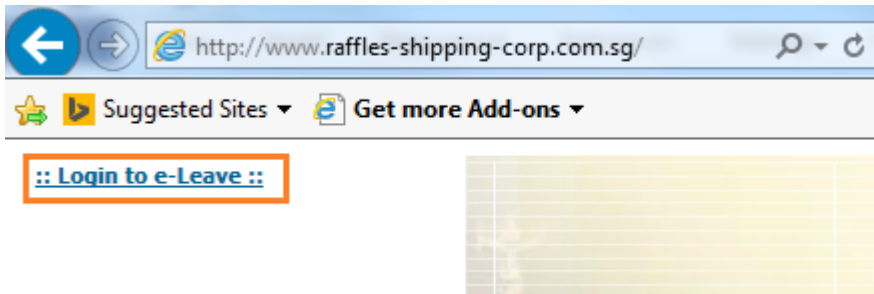 http://www.raffles-shipping-corp.com.sg/
Suggested Sites Get more Add-ons
:: Login to e-Leave ::